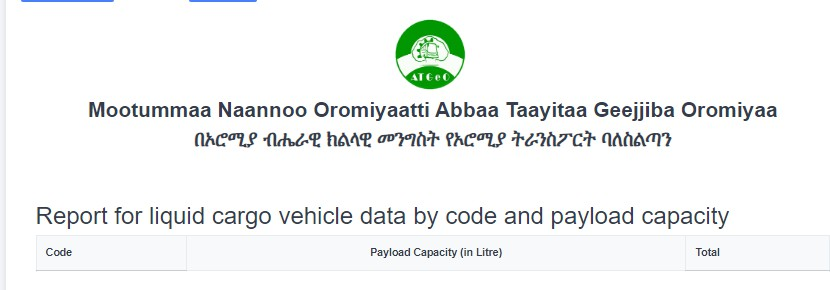 ATGeO
Mootummaa Naannoo Oromiyaatti Abbaa Taayitaa Geejjiba Oromiyaa
በኦሮሚያ ብሔራዊ ክልላዊ መንግስት የኦሮሚያ ትራንስፖርት ባለስልጣን
Report for liquid cargo vehicle data by code and payload capacity
Code Payload Capacity (in Litre) Total